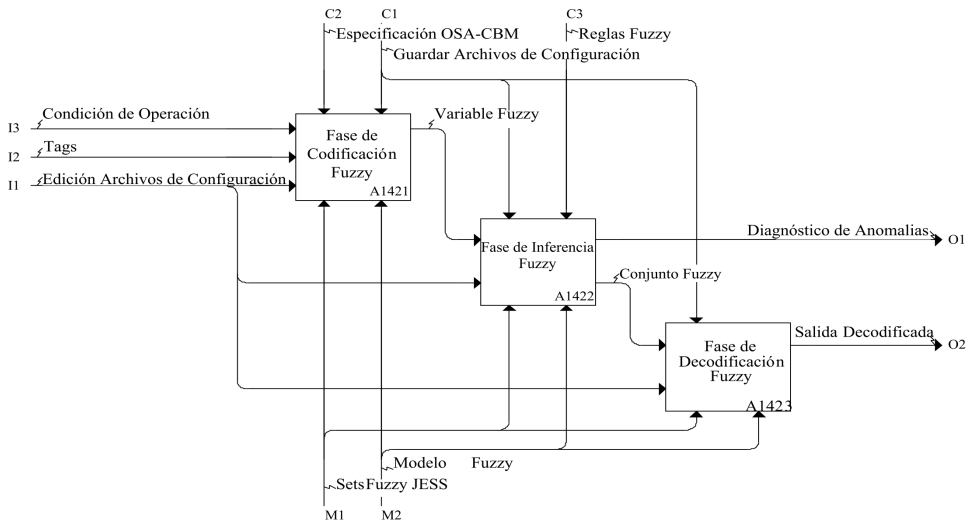 C2
C1
C3
Especificación OSA-CBM
Reglas Fuzzy
Guardar Archivos de Configuración
I3
Condición de Operación
I2
Tags
I1
Edición Archivos de Configuración
Fase de
Codificación
Fuzzy
A1421
Variable Fuzzy
Fase de Inferencia
Fuzzy
A1422
Diagnóstico de Anomalias
O1
Conjunto Fuzzy
Fase de
Decodificación
Fuzzy
A1423
Salida Decodificada
O2
Modelo Fuzzy
Sets Fuzzy JESS
M1
M2